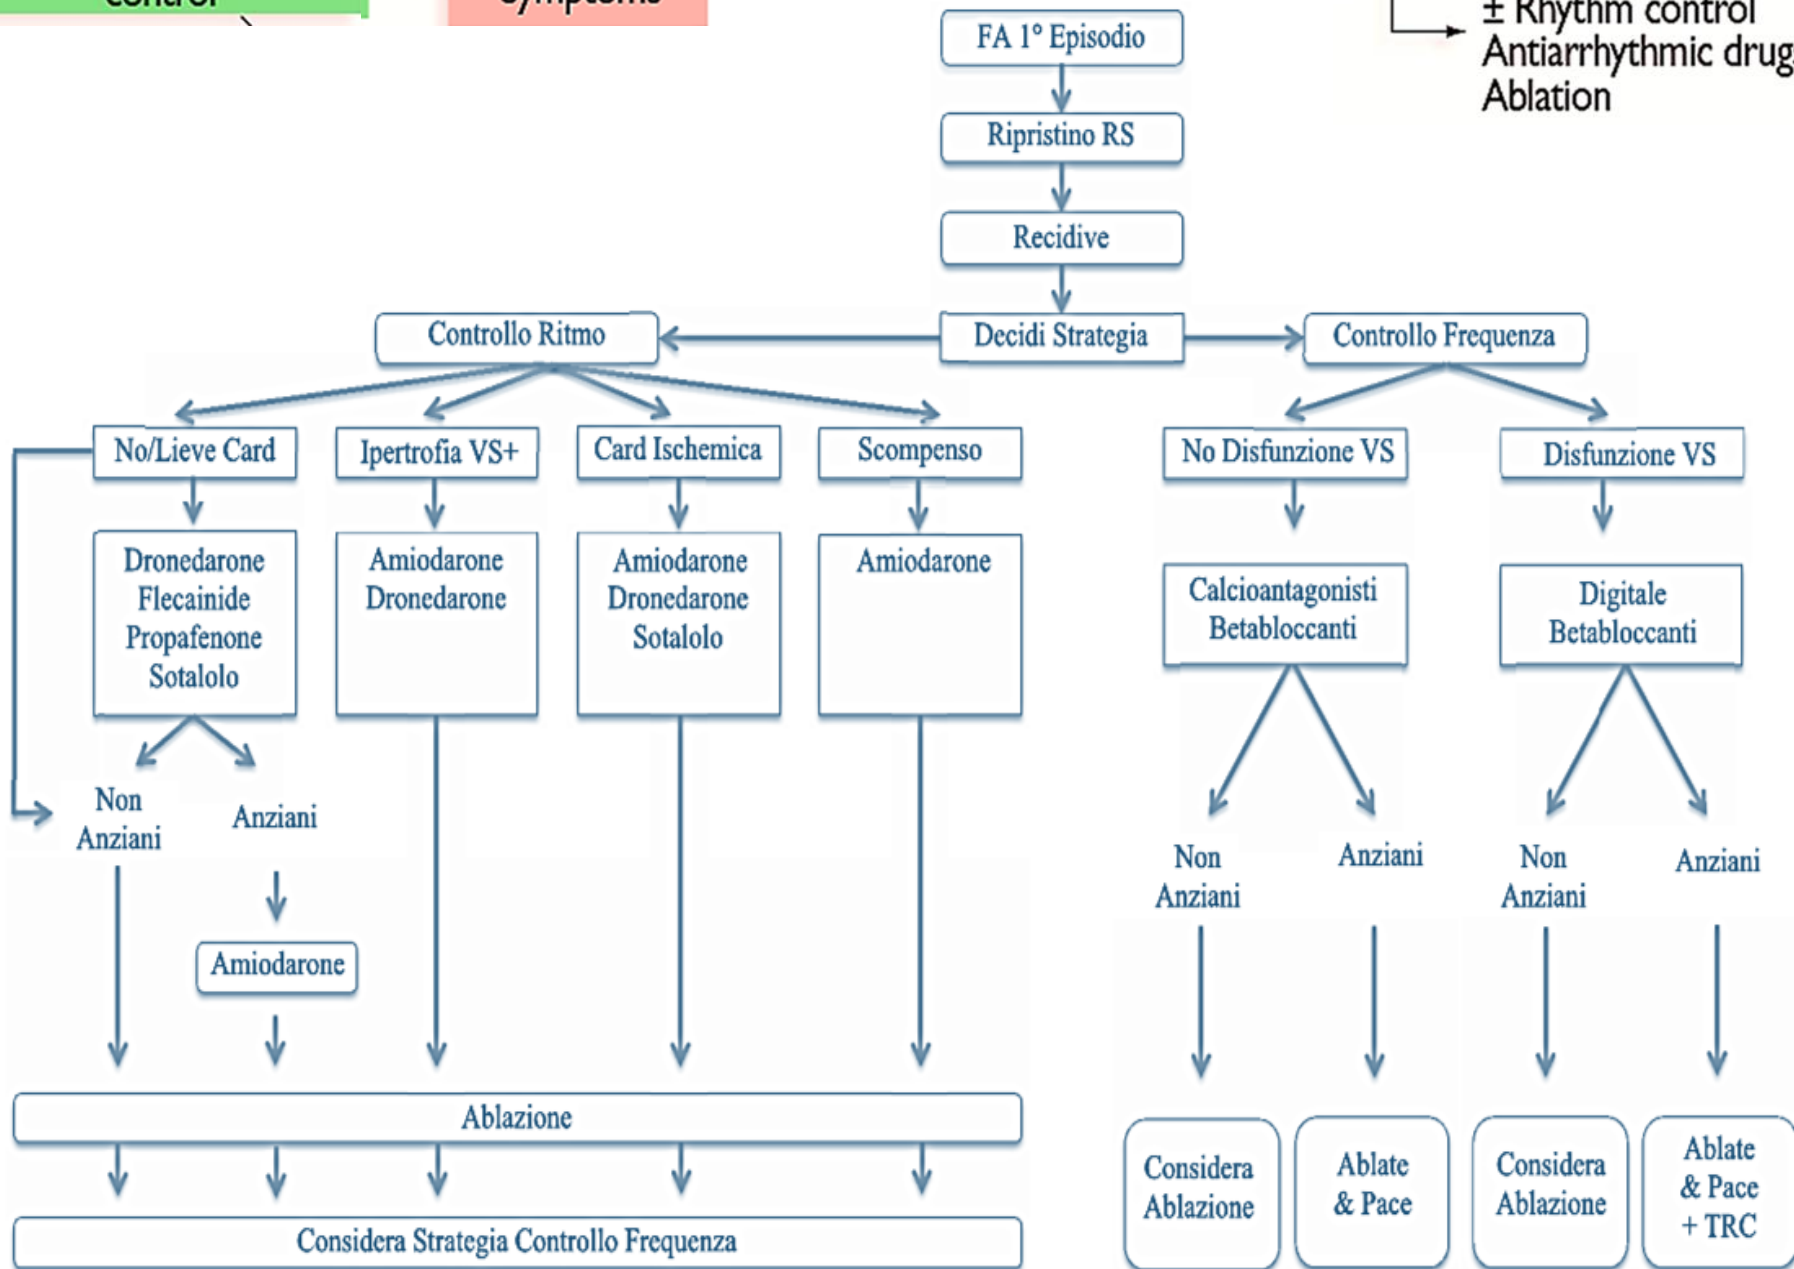 control
symptoms
± Rhythm control
Antiarrhythmic drug
Ablation
FA 1° Episodio
Ripristino RS
Recidive
Controllo Ritmo
Decidi Strategia
Controllo Frequenza
No/Lieve Card
Ipertrofia VS+
Card Ischemica
Scompenso
No Disfunzione VS
Disfunzione VS
Dronedarone
Flecainide
Propafenone
Sotalolo
Amiodarone
Dronedarone
Amiodarone
Dronedarone
Sotalolo
Amiodarone
Calcioantagonisti
Betabloccanti
Digitale
Betabloccanti
Non
Anziani
Anziani
Non
Anziani
Anziani
Non
Anziani
Anziani
Amiodarone
Ablazione
Considera
Ablazione
Ablate
& Pace
Considera
Ablazione
Ablate
& Pace
+ TRC
Considera Strategia Controllo Frequenza